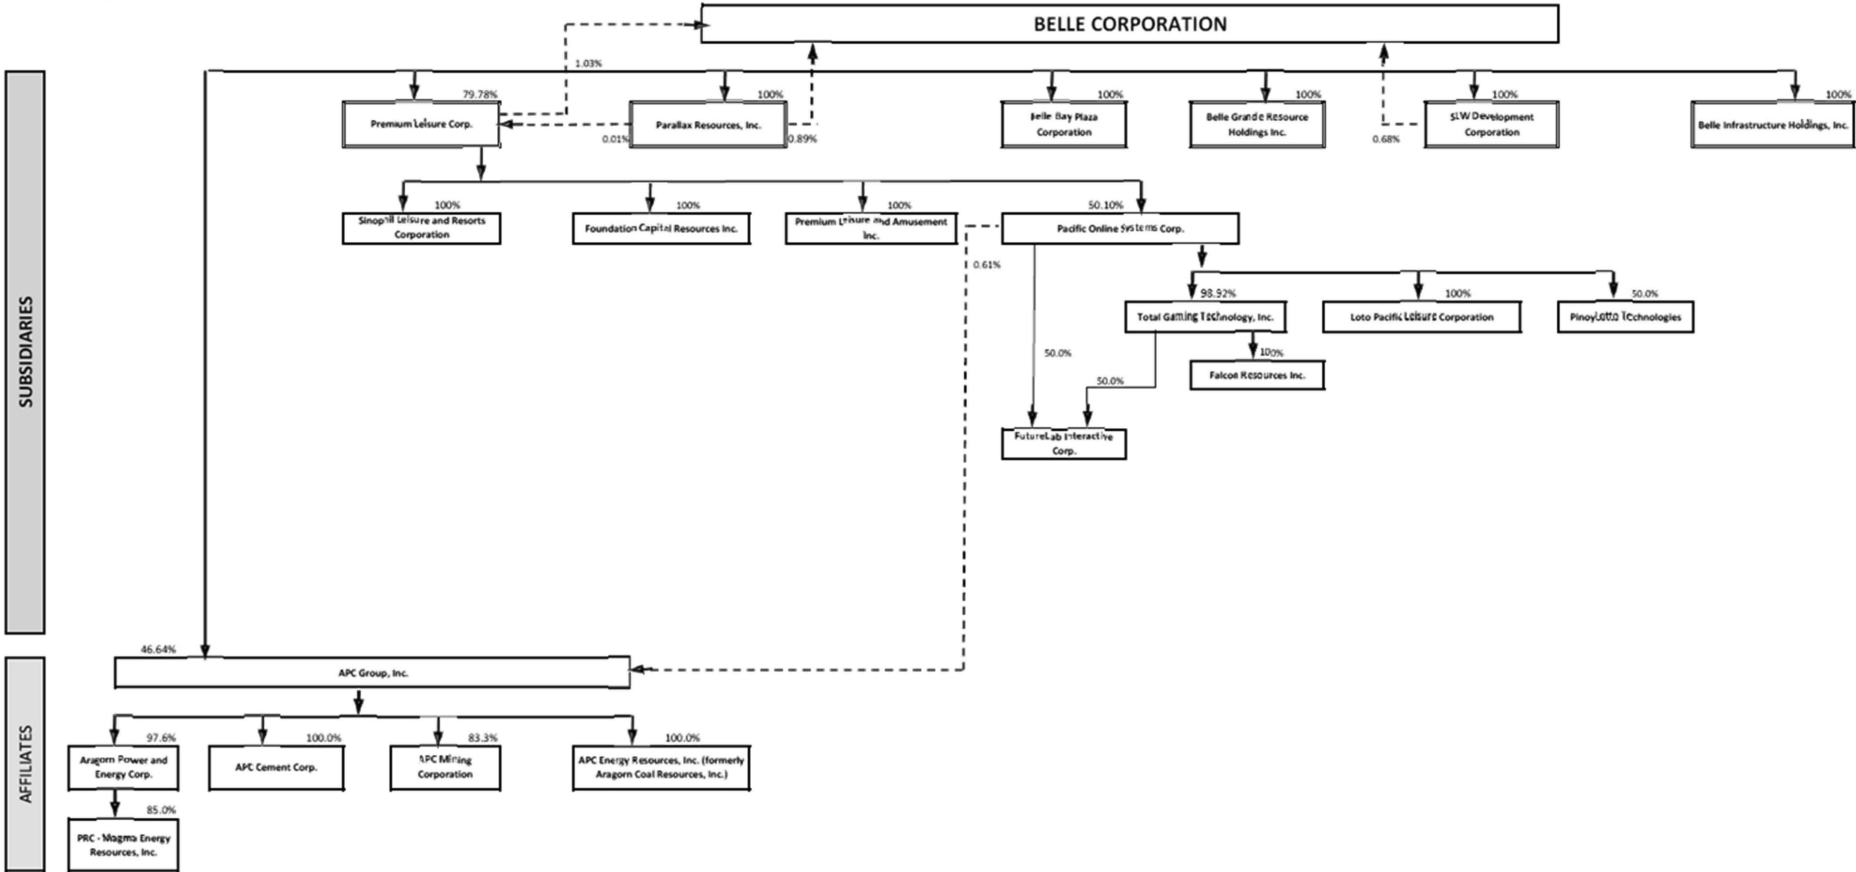 BELLE CORPORATION
1.03%
79.78%
100%
100%
100%
100%
100%
Premium Leisure Corp.
Parallax Resources, Inc.
Belle Bay Plaza
Corporation
Belle Grande Resource
Holdings Inc.
SLW Development
Corporation
Belle Infrastructure Holdings, Inc.
0.01%
0.89%
0.68%
SUBSIDIARIES
100%
100%
100%
50.10%
Sinophil Leisure and Resorts
Corporation
Foundation Capital Resources Inc.
Premium Leisure and Amusement
Inc.
Pacific Online Systems Corp.
0.61%
98.92%
100%
50.0%
Total Gaming Technology, Inc.
Loto Pacific Leisure Corporation
PinoyLotto Technologies
50.0%
100%
Falcon Resources Inc.
50.0%
FutureLab Interactive
Corp.
46.64%
APC Group, Inc.
AFFILIATES
97.6%
100.0%
83.3%
100.0%
Aragorn Power and
Energy Corp.
APC Cement Corp.
APC Mining
Corporation
APC Energy Resources, Inc. (formerly
Aragorn Coal Resources, Inc.)
85.0%
PRC - Magma Energy
Resources, Inc.